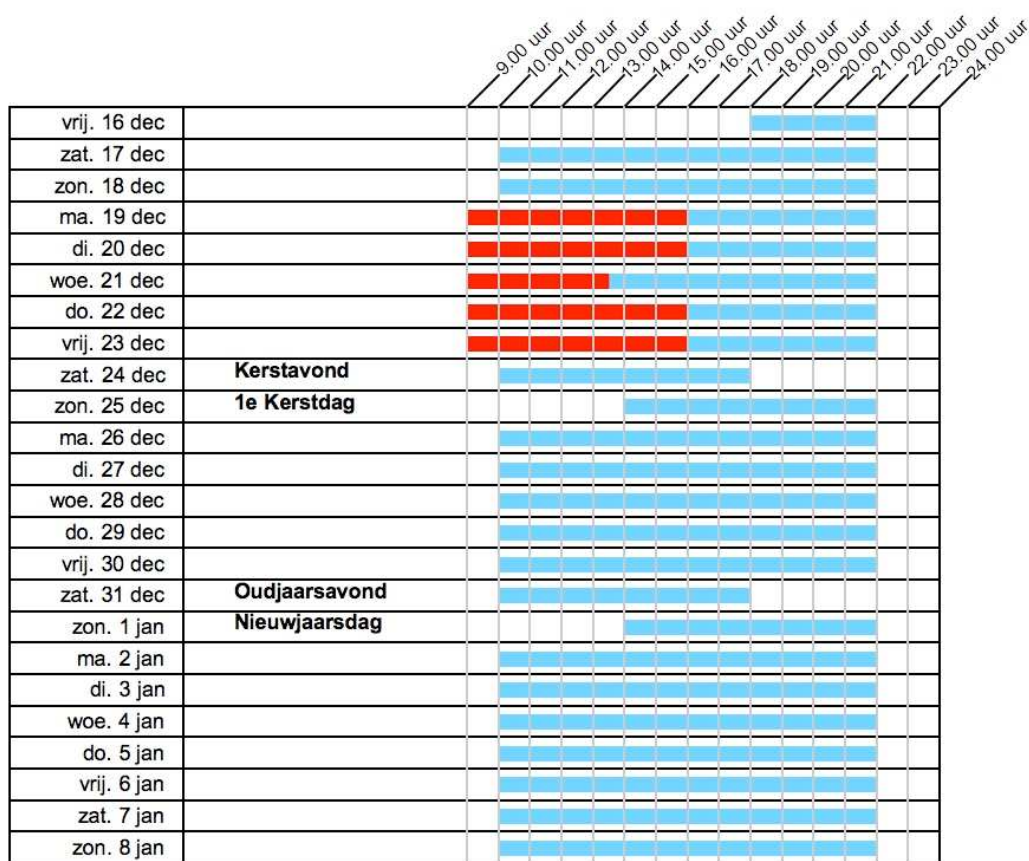 9.00 uur
10.00 uur
11.00 uur
12.00 uur
13.00 uur
14.00 uur
15.00 uur
16.00 uur
17.00 uur
18.00 uur
19.00 uur
20.00 uur
21.00 uur
22.00 uur
23.00 uur
24.00 uur
vrij. 16 dec
zat. 17 dec
zon. 18 dec
ma. 19 dec
di. 20 dec
woe. 21 dec
do. 22 dec
vrij. 23 dec
zat. 24 dec Kerstavond
zon. 25 dec 1e Kerstdag
ma. 26 dec
di. 27 dec
woe. 28 dec
do. 29 dec
vrij. 30 dec
zat. 31 dec Oudjaarsavond
zon. 1 jan Nieuwjaarsdag
ma. 2 jan
di. 3 jan
woe. 4 jan
do. 5 jan
vrij. 6 jan
zat. 7 jan
zon. 8 jan